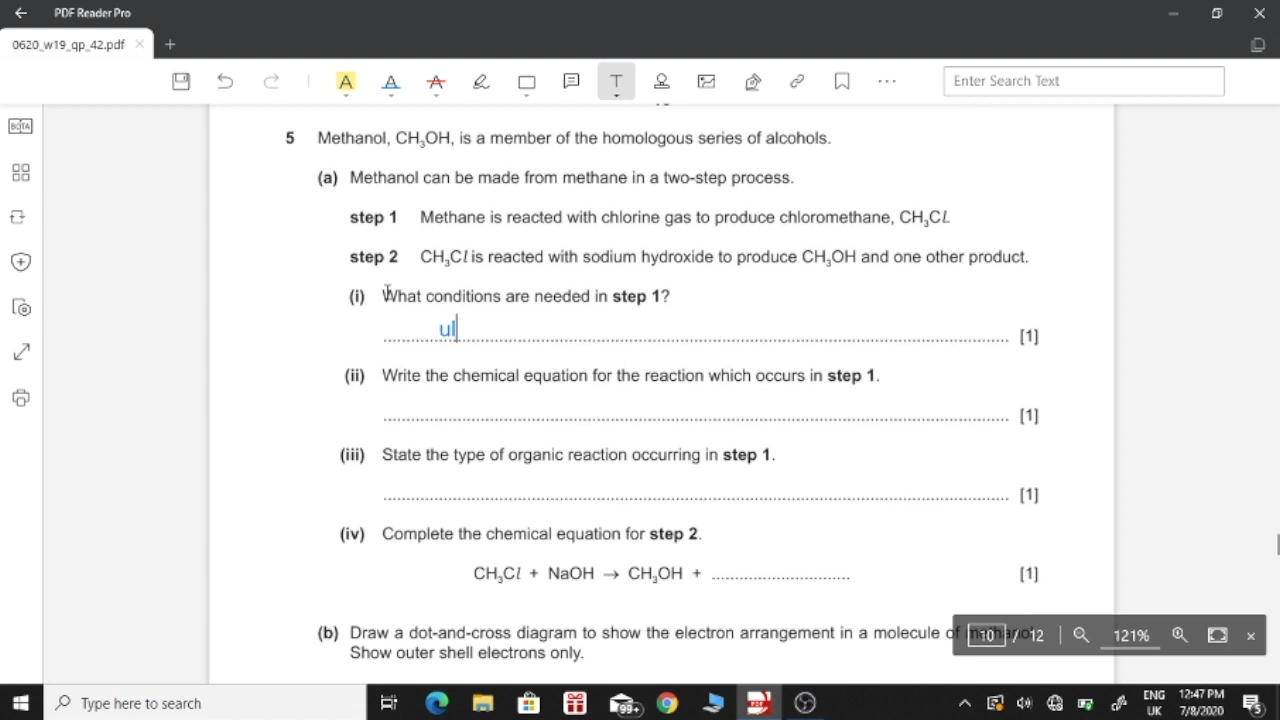 PDF Reader Pro
0620_w19_qp_42.pdf
Enter Search Text
BOTA
5 Methanol, CH₃OH, is a member of the homologous series of alcohols.
(a) Methanol can be made from methane in a two-step process.
step 1 Methane is reacted with chlorine gas to produce chloromethane, CH₃Cl.
step 2 CH₃Cl is reacted with sodium hydroxide to produce CH₃OH and one other product.
(i) What conditions are needed in step 1?
ul
.......................................................................................................................................... [1]
(ii) Write the chemical equation for the reaction which occurs in step 1.
.......................................................................................................................................... [1]
(iii) State the type of organic reaction occurring in step 1.
.......................................................................................................................................... [1]
(iv) Complete the chemical equation for step 2.
CH₃Cl + NaOH → CH₃OH + .............................. [1]
(b) Draw a dot-and-cross diagram to show the electron arrangement in a molecule of methanol.
Show outer shell electrons only.
10 / 12 121%
Type here to search
99+
PDF
ENG
UK
12:47 PM
7/8/2020
5